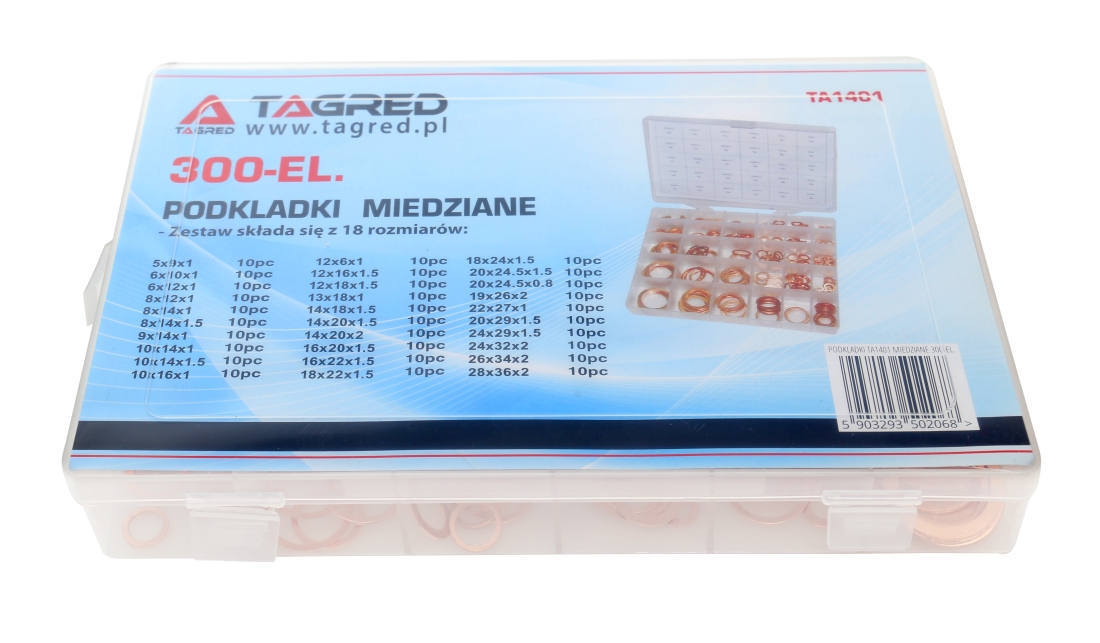 TAGRED
TAGRED
www.tagred.pl
TA1401
300-EL.
PODKLADKI MIEDZIANE
- Zestaw składa się z 18 rozmiarów:
5x9x1 10pc 12x6x1 10pc 18x24x1.5 10pc
6x10x1 10pc 12x16x1.5 10pc 20x24.5x1.5 10pc
6x12x1 10pc 12x18x1.5 10pc 20x24.5x0.8 10pc
8x12x1 10pc 13x18x1 10pc 19x26x2 10pc
8x14x1 10pc 14x18x1.5 10pc 22x27x1 10pc
8x14x1.5 10pc 14x20x1.5 10pc 20x29x1.5 10pc
9x14x1 10pc 14x20x2 10pc 24x29x1.5 10pc
10x14x1 10pc 16x20x1.5 10pc 24x32x2 10pc
10x14x1.5 10pc 16x22x1.5 10pc 26x34x2 10pc
10x16x1 10pc 18x22x1.5 10pc 28x36x2 10pc
PODKŁADKI TA1401 MIEDZIANE 300-EL.
5 903293 502068 >